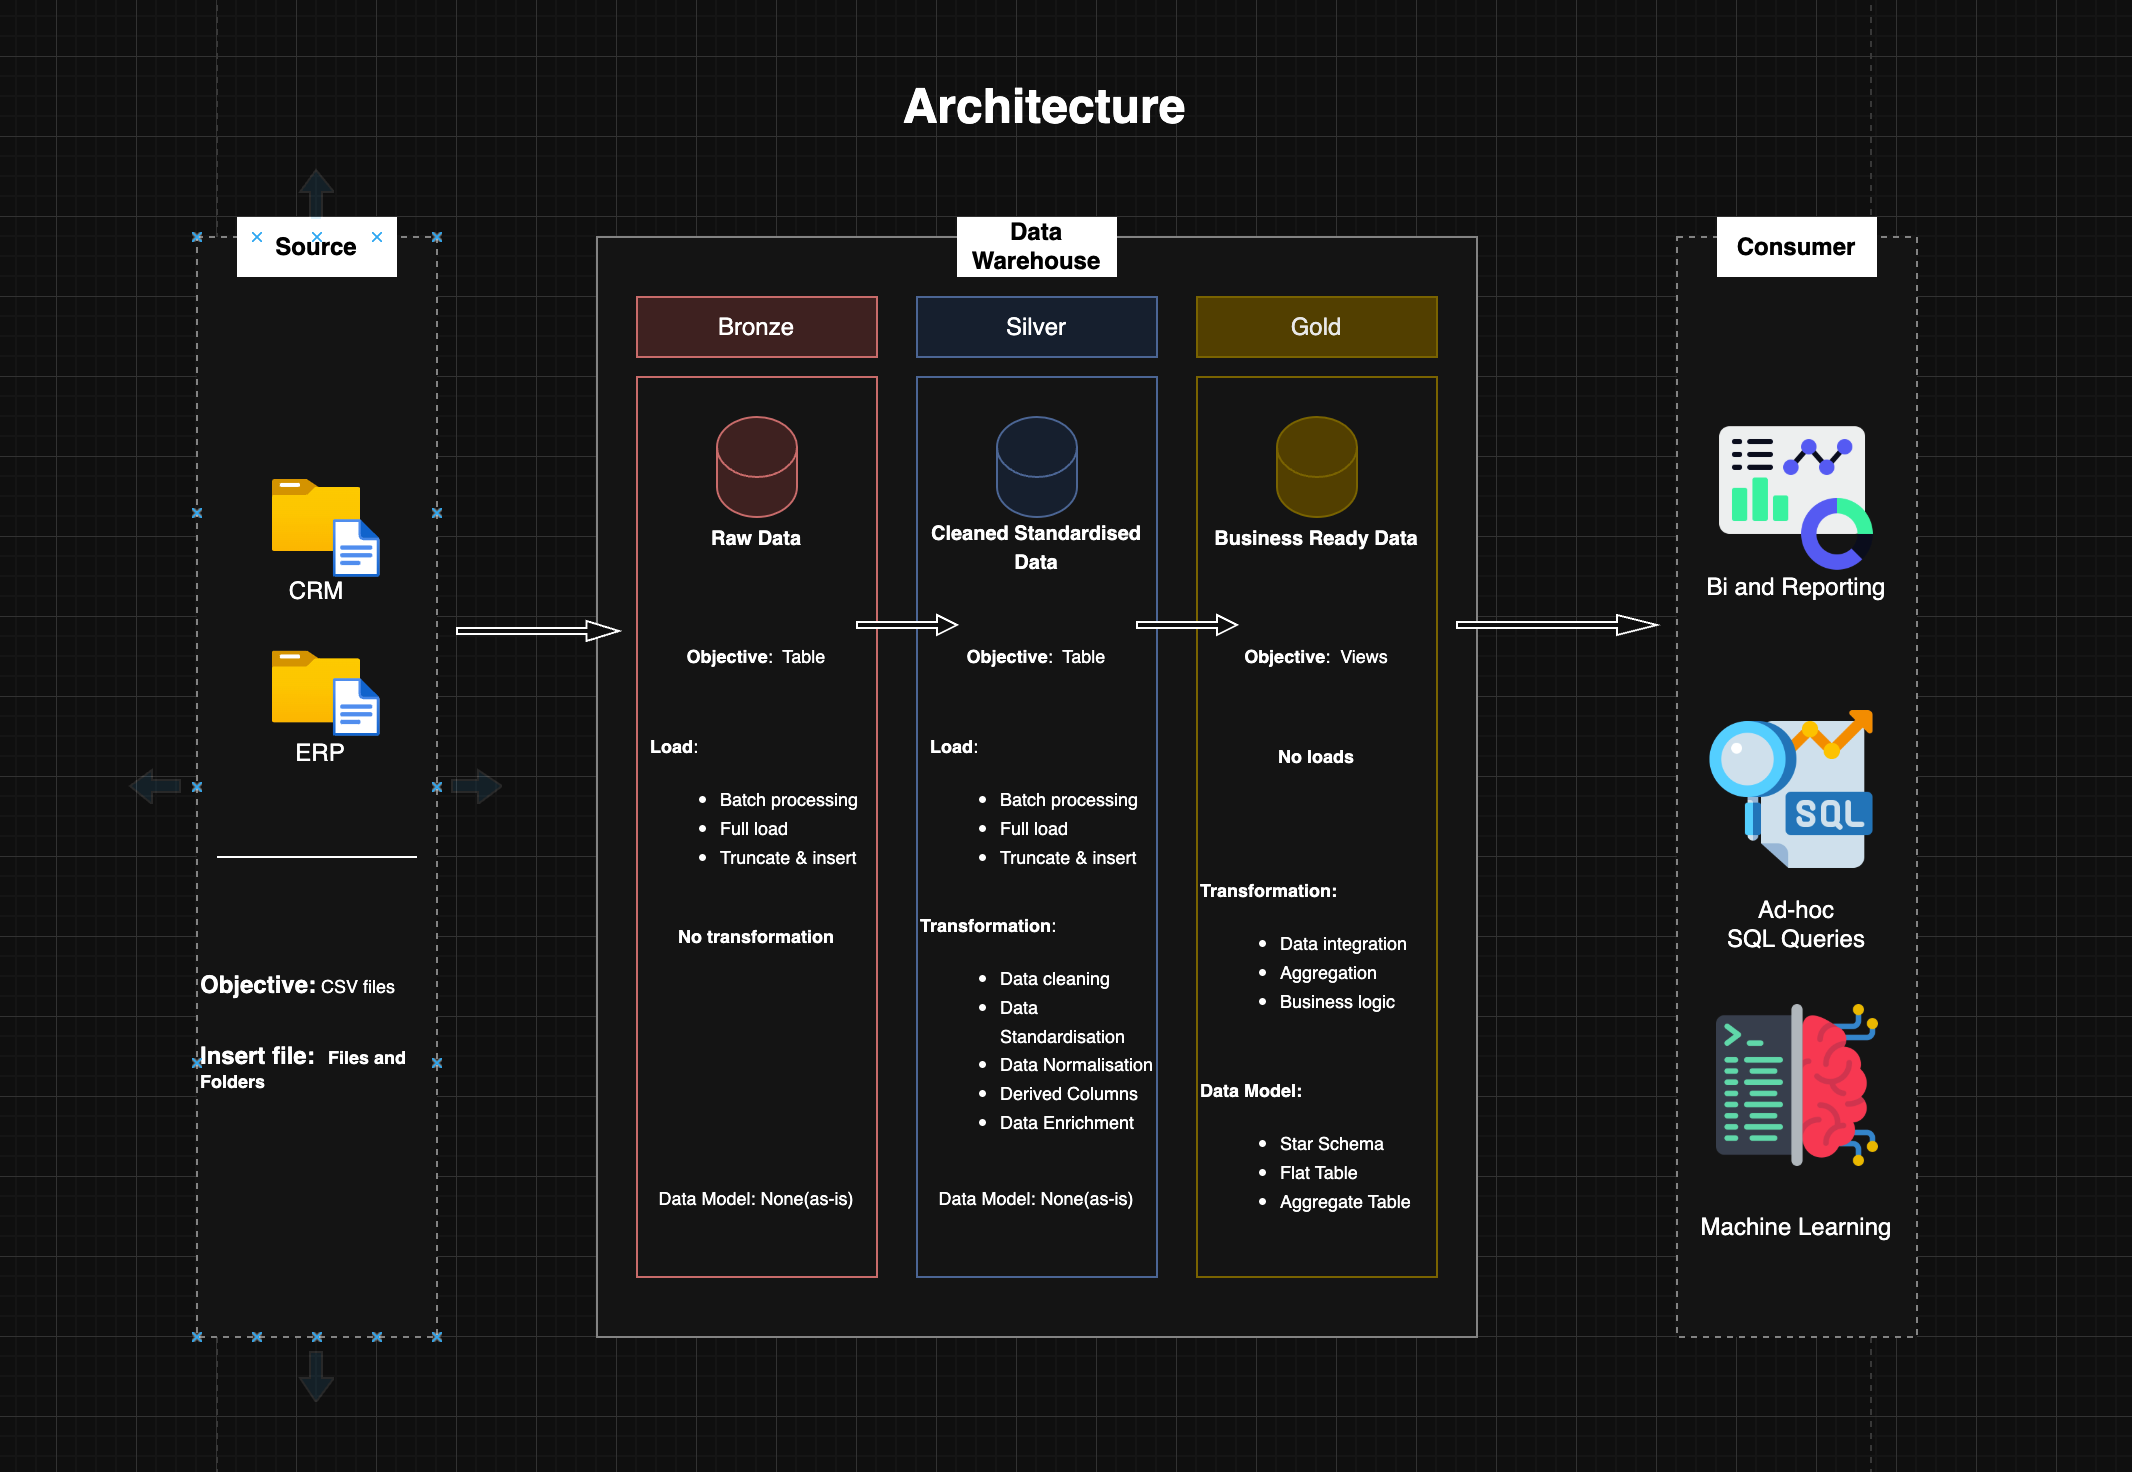 Architecture
Source
CRM
ERP
Objective: CSV files
Insert file: Files and
Folders
Data
Warehouse
Bronze
Raw Data
Objective: Table
Load:
Batch processing
Full load
Truncate & insert
No transformation
Data Model: None(as-is)
Silver
Cleaned Standardised
Data
Objective: Table
Load:
Batch processing
Full load
Truncate & insert
Transformation:
Data cleaning
Data
Standardisation
Data Normalisation
Derived Columns
Data Enrichment
Data Model: None(as-is)
Gold
Business Ready Data
Objective: Views
No loads
Transformation:
Data integration
Aggregation
Business logic
Data Model:
Star Schema
Flat Table
Aggregate Table
Consumer
Bi and Reporting
SQL
Ad-hoc
SQL Queries
Machine Learning